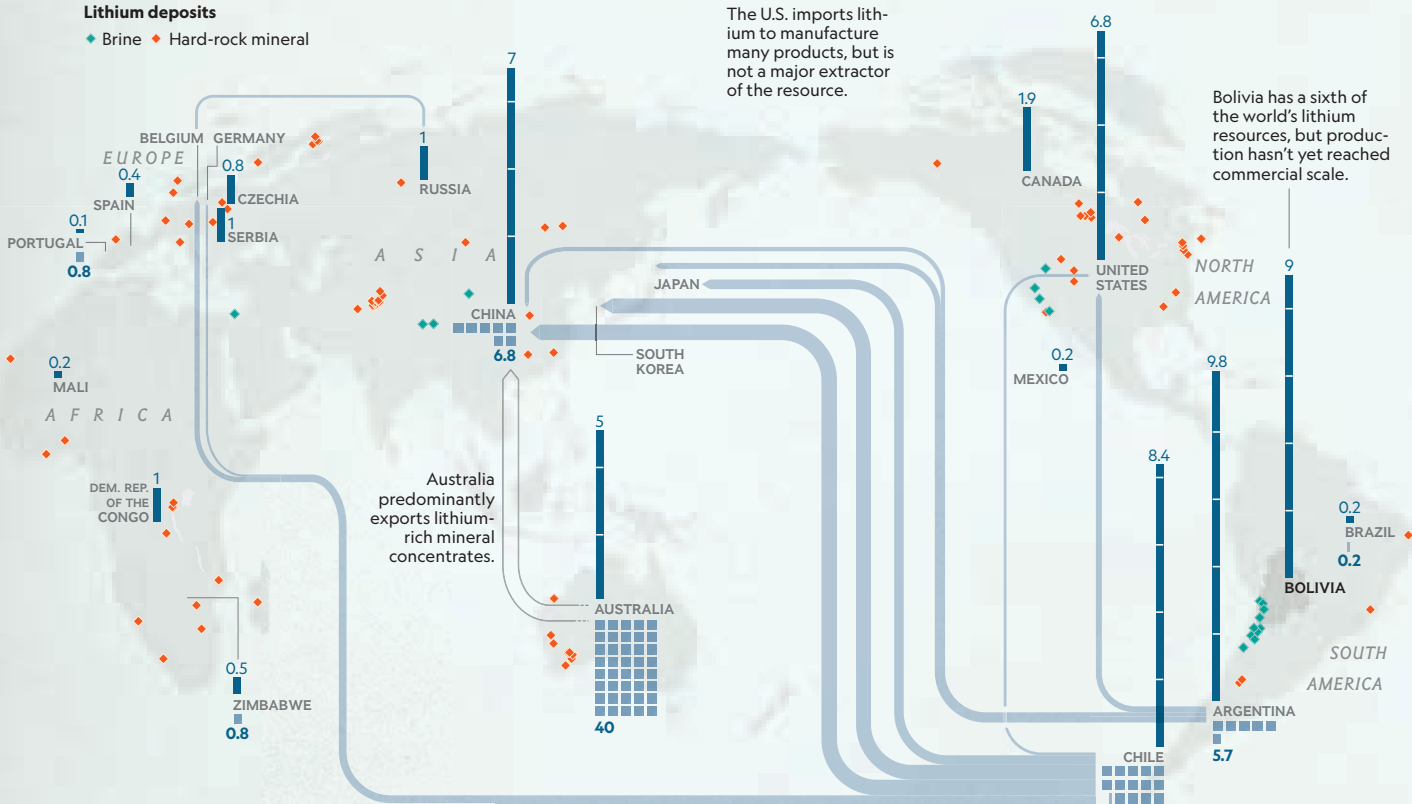 Lithium deposits
Brine Hard-rock mineral
The U.S. imports lith-
ium to manufacture
many products, but is
not a major extractor
of the resource.
Bolivia has a sixth of
the world's lithium
resources, but produc-
tion hasn't yet reached
commercial scale.
BELGIUM GERMANY
EUROPE
0.4
SPAIN
0.1
PORTUGAL
0.8
0.8
CZECHIA
1
SERBIA
1
RUSSIA
7
ASIA
CHINA
6.8
JAPAN
SOUTH
KOREA
1.9
CANADA
6.8
UNITED
STATES
NORTH
AMERICA
0.2
MEXICO
0.2
MALI
AFRICA
1
DEM. REP.
OF THE
CONGO
0.5
ZIMBABWE
0.8
Australia
predominantly
exports lithium-
rich mineral
concentrates.
5
AUSTRALIA
40
8.4
CHILE
9.8
ARGENTINA
5.7
9
BOLIVIA
0.2
BRAZIL
0.2
SOUTH
AMERICA